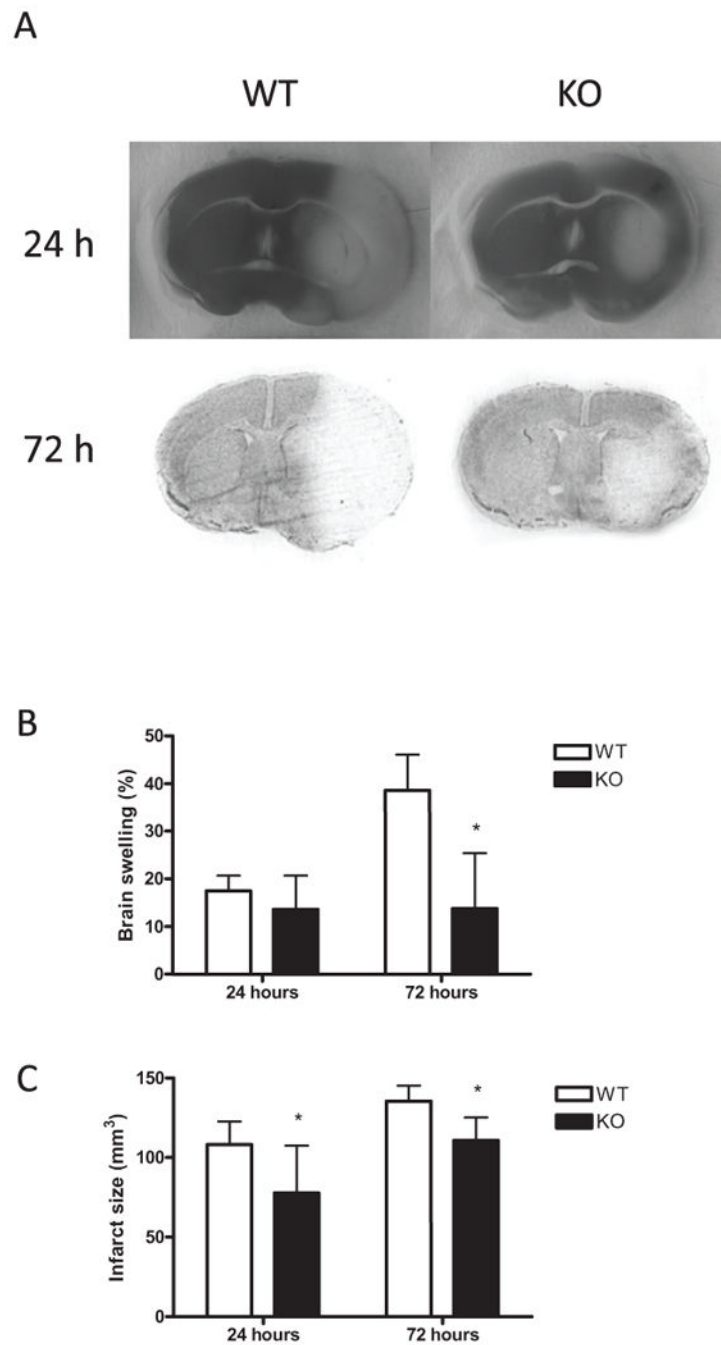 A
WT KO
24 h
72 h
B
50
40
30
20
10
0
Brain swelling (%)
*
24 hours 72 hours
WT
KO
C
150
100
50
0
Infarct size (mm³)
* *
24 hours 72 hours
WT
KO